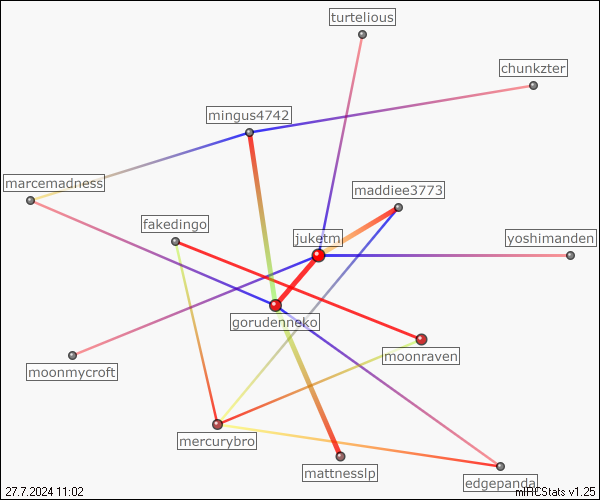 turtelious
chunkzter
mingus4742
marcemadness
maddiee3773
fakedingo
juketm
yoshimanden
gorudenneko
moonraven
moonmycroft
mercurybro
mattnesslp
edgepanda
27.7.2024 11:02
mIRCStats v1.25